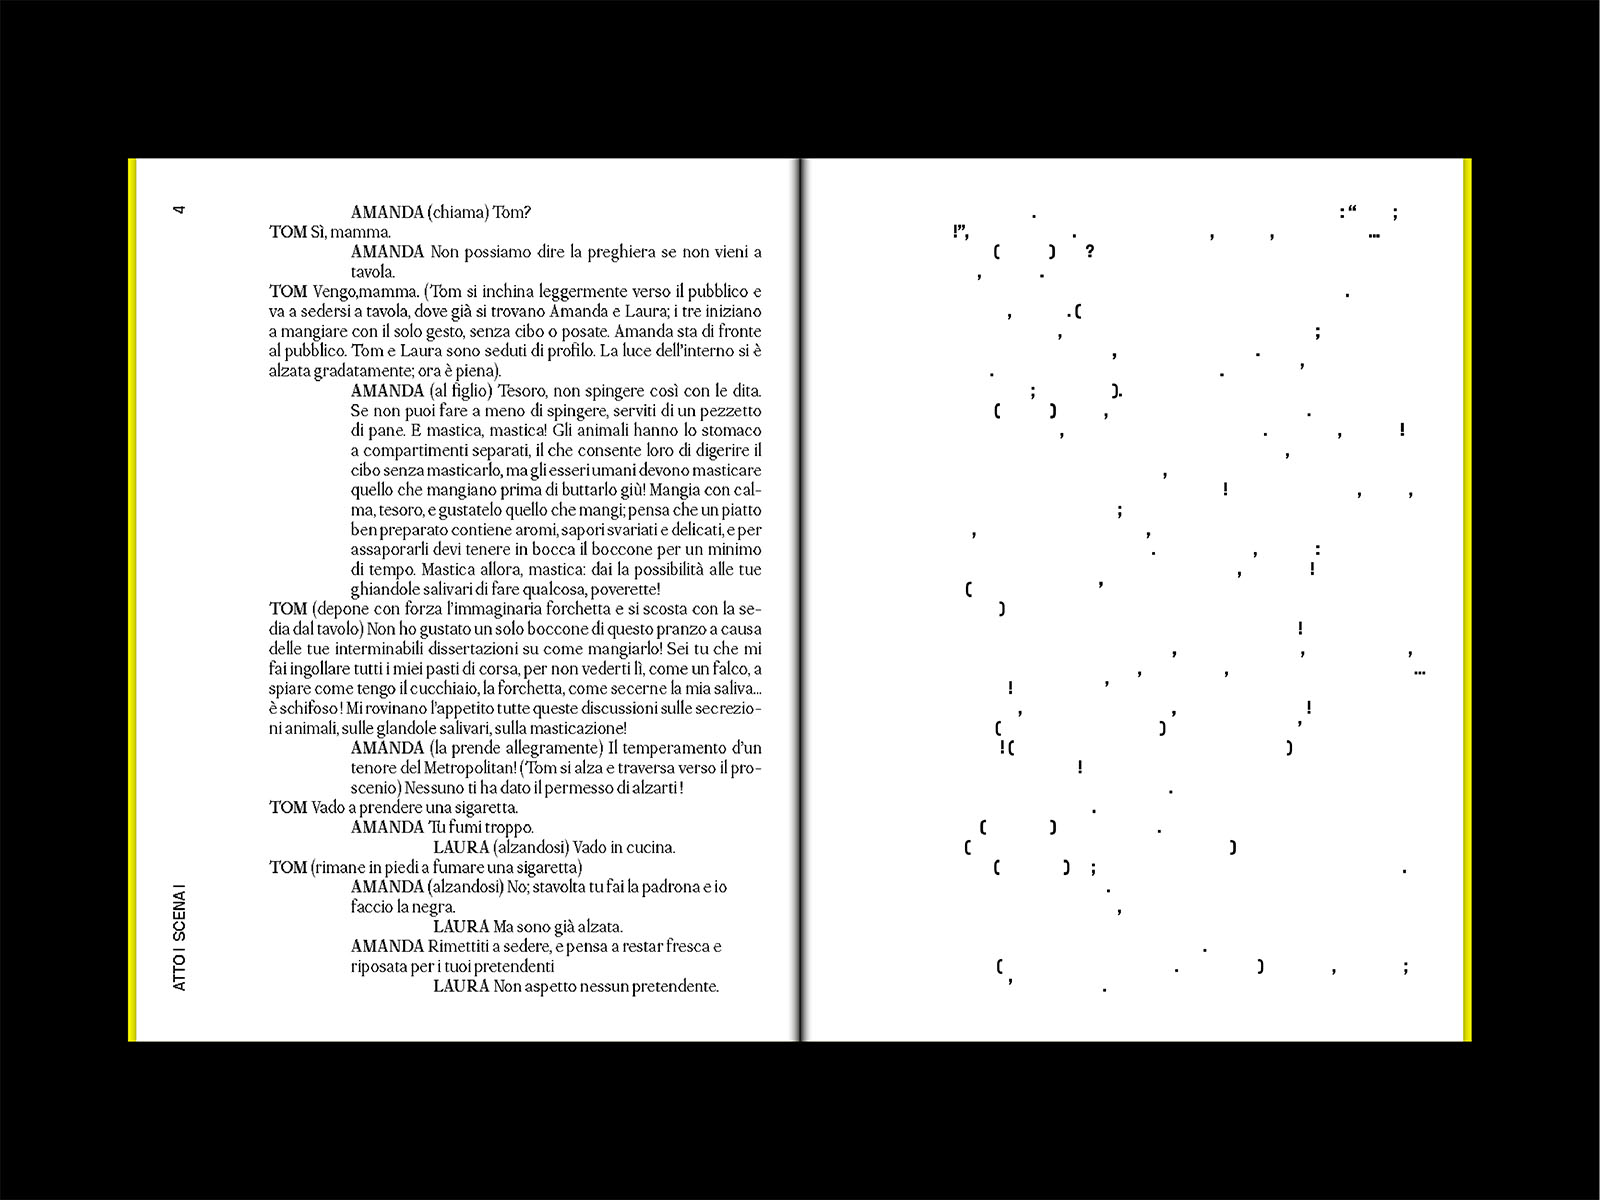 4
ATTO I SCENA I
AMANDA (chiama) Tom?
TOM Sì, mamma.
AMANDA Non possiamo dire la preghiera se non vieni a
tavola.
TOM Vengo,mamma. (Tom si inchina leggermente verso il pubblico e
va a sedersi a tavola, dove già si trovano Amanda e Laura; i tre iniziano
a mangiare con il solo gesto, senza cibo o posate. Amanda sta di fronte
al pubblico. Tom e Laura sono seduti di profilo. La luce dell'interno si è
alzata gradatamente; ora è piena).
AMANDA (al figlio) Tesoro, non spingere così con le dita.
Se non puoi fare a meno di spingere, serviti di un pezzetto
di pane. E mastica, mastica! Gli animali hanno lo stomaco
a compartimenti separati, il che consente loro di digerire il
cibo senza masticarlo, ma gli esseri umani devono masticare
quello che mangiano prima di buttarlo giù! Mangia con cal-
ma, tesoro, e gustatelo quello che mangi; pensa che un piatto
ben preparato contiene aromi, sapori svariati e delicati, e per
assaporarli devi tenere in bocca il boccone per un minimo
di tempo. Mastica allora, mastica: dai la possibilità alle tue
ghiandole salivari di fare qualcosa, poverette!
TOM (depone con forza l'immaginaria forchetta e si scosta con la se-
dia dal tavolo) Non ho gustato un solo boccone di questo pranzo a causa
delle tue interminabili dissertazioni su come mangiarlo! Sei tu che mi
fai ingollare tutti i miei pasti di corsa, per non vederti lì, come un falco, a
spiare come tengo il cucchiaio, la forchetta, come secerne la mia saliva...
è schifoso! Mi rovinano l'appetito tutte queste discussioni sulle secrezio-
ni animali, sulle glandole salivari, sulla masticazione!
AMANDA (la prende allegramente) Il temperamento d'un
tenore del Metropolitan! (Tom si alza e traversa verso il pro-
scenio) Nessuno ti ha dato il permesso di alzarti!
TOM Vado a prendere una sigaretta.
AMANDA Tu fumi troppo.
LAURA (alzandosi) Vado in cucina.
TOM (rimane in piedi a fumare una sigaretta)
AMANDA (alzandosi) No; stavolta tu fai la padrona e io
faccio la negra.
LAURA Ma sono già alzata.
AMANDA Rimettiti a sedere, e pensa a restar fresca e
riposata per i tuoi pretendenti
LAURA Non aspetto nessun pretendente.
. :“ ;
!”, . , , ...
( ) ?
, .
.
, .(
, ;
, .
. . ,
; ).
( ) , .
, . , !
,
,
! , ,
;
, ,
. , :
, !
( ,
)
!
, , ,
, , ...
! ,
, , !
( ) ,
!( )
!
.
.
( ) .
( )
( ) ; .
.
,
.
( . ) , ;
, .